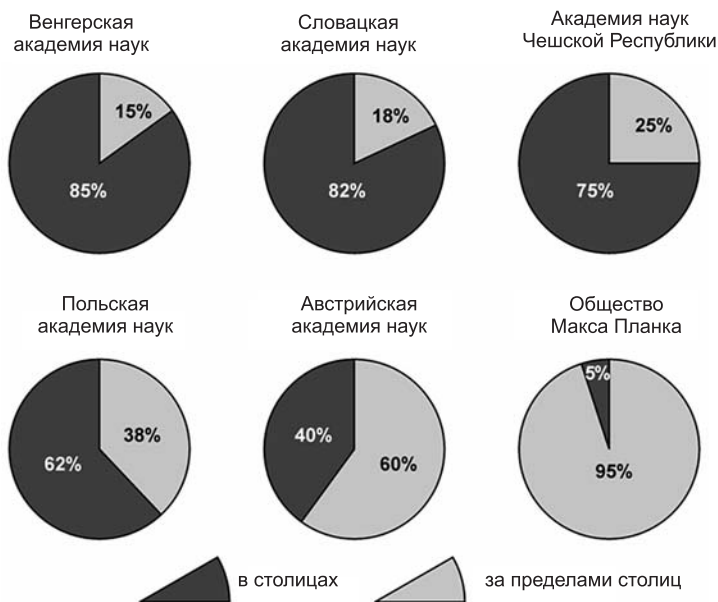 Венгерская
академия наук
Словацкая
академия наук
Академия наук
Чешской Республики
15%
85%
18%
82%
25%
75%
Польская
академия наук
Австрийская
академия наук
Общество
Макса Планка
38%
62%
40%
60%
5%
95%
в столицах
за пределами столиц